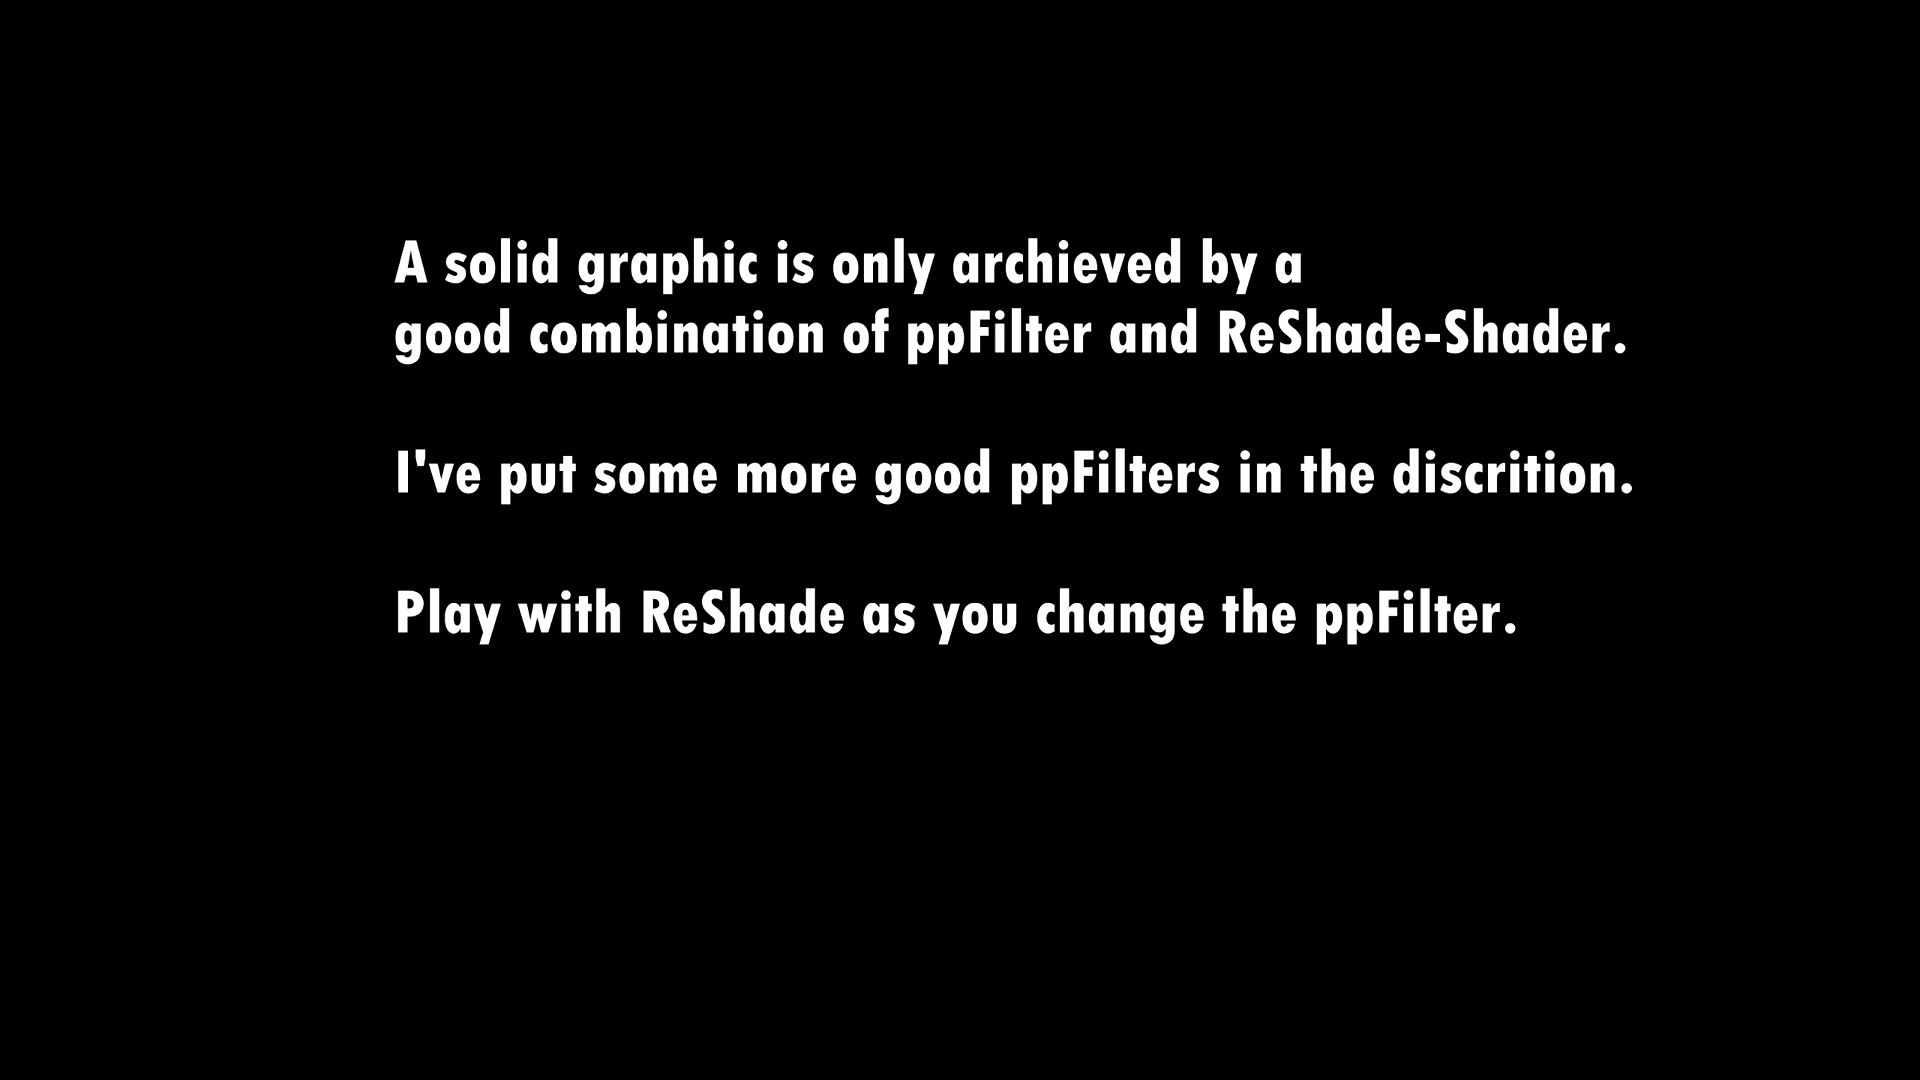 A solid graphic is only archieved by a
good combination of ppFilter and ReShade-Shader.
I've put some more good ppFilters in the discrition.
Play with ReShade as you change the ppFilter.